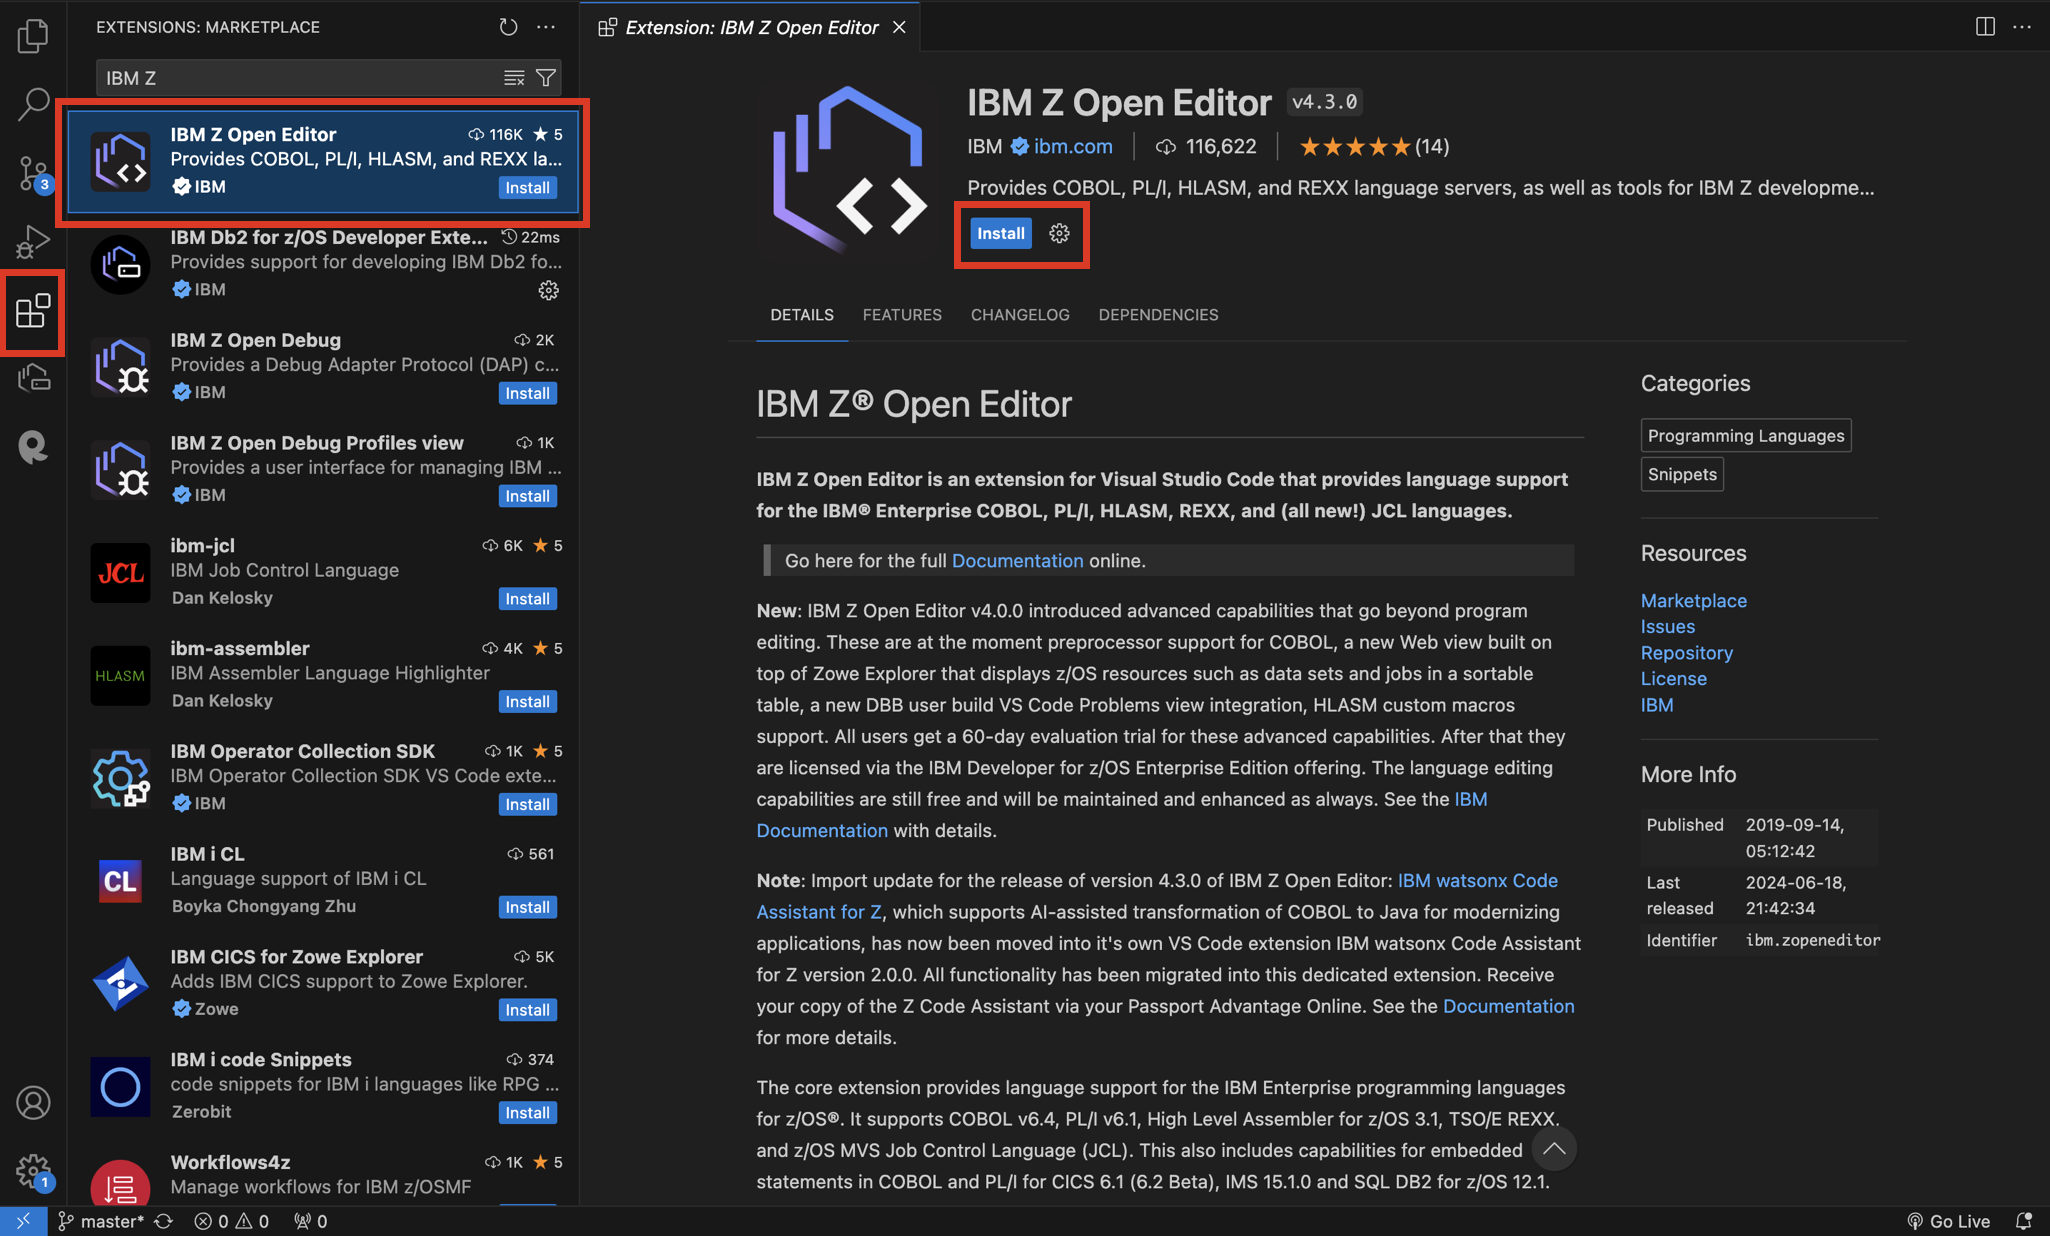 EXTENSIONS: MARKETPLACE
IBM Z
IBM Z Open Editor 116K ★ 5
Provides COBOL, PL/I, HLASM, and REXX la...
IBM Install
IBM Db2 for z/OS Developer Exte... 22ms
Provides support for developing IBM Db2 fo...
IBM
IBM Z Open Debug 2K
Provides a Debug Adapter Protocol (DAP) c...
IBM Install
IBM Z Open Debug Profiles view 1K
Provides a user interface for managing IBM ...
IBM Install
JCL
ibm-jcl 6K ★ 5
IBM Job Control Language
Dan Kelosky Install
HLASM
ibm-assembler 4K ★ 5
IBM Assembler Language Highlighter
Dan Kelosky Install
IBM Operator Collection SDK 1K ★ 5
IBM Operator Collection SDK VS Code exte...
IBM Install
CL
IBM i CL 561
Language support of IBM i CL
Boyka Chongyang Zhu Install
IBM CICS for Zowe Explorer 5K
Adds IBM CICS support to Zowe Explorer.
Zowe Install
IBM i code Snippets 374
code snippets for IBM i languages like RPG ...
Zerobit Install
Workflows4z 1K ★ 5
Manage workflows for IBM z/OSMF
3
1
Extension: IBM Z Open Editor
IBM Z Open Editor v4.3.0
IBM ibm.com 116,622 ★★★★★(14)
Provides COBOL, PL/I, HLASM, and REXX language servers, as well as tools for IBM Z developme...
Install
DETAILS FEATURES CHANGELOG DEPENDENCIES
IBM Z® Open Editor
IBM Z Open Editor is an extension for Visual Studio Code that provides language support
for the IBM® Enterprise COBOL, PL/I, HLASM, REXX, and (all new!) JCL languages.
Go here for the full Documentation online.
New: IBM Z Open Editor v4.0.0 introduced advanced capabilities that go beyond program
editing. These are at the moment preprocessor support for COBOL, a new Web view built on
top of Zowe Explorer that displays z/OS resources such as data sets and jobs in a sortable
table, a new DBB user build VS Code Problems view integration, HLASM custom macros
support. All users get a 60-day evaluation trial for these advanced capabilities. After that they
are licensed via the IBM Developer for z/OS Enterprise Edition offering. The language editing
capabilities are still free and will be maintained and enhanced as always. See the IBM
Documentation with details.
Note: Import update for the release of version 4.3.0 of IBM Z Open Editor: IBM watsonx Code
Assistant for Z, which supports AI-assisted transformation of COBOL to Java for modernizing
applications, has now been moved into it's own VS Code extension IBM watsonx Code Assistant
for Z version 2.0.0. All functionality has been migrated into this dedicated extension. Receive
your copy of the Z Code Assistant via your Passport Advantage Online. See the Documentation
for more details.
The core extension provides language support for the IBM Enterprise programming languages
for z/OS®. It supports COBOL v6.4, PL/I v6.1, High Level Assembler for z/OS 3.1, TSO/E REXX.
and z/OS MVS Job Control Language (JCL). This also includes capabilities for embedded
statements in COBOL and PL/I for CICS 6.1 (6.2 Beta), IMS 15.1.0 and SQL DB2 for z/OS 12.1.
Categories
Programming Languages
Snippets
Resources
Marketplace
Issues
Repository
License
IBM
More Info
Published 2019-09-14,
05:12:42
Last 2024-06-18,
released 21:42:34
Identifier ibm.zopeneditor
master* 0 0 0
Go Live